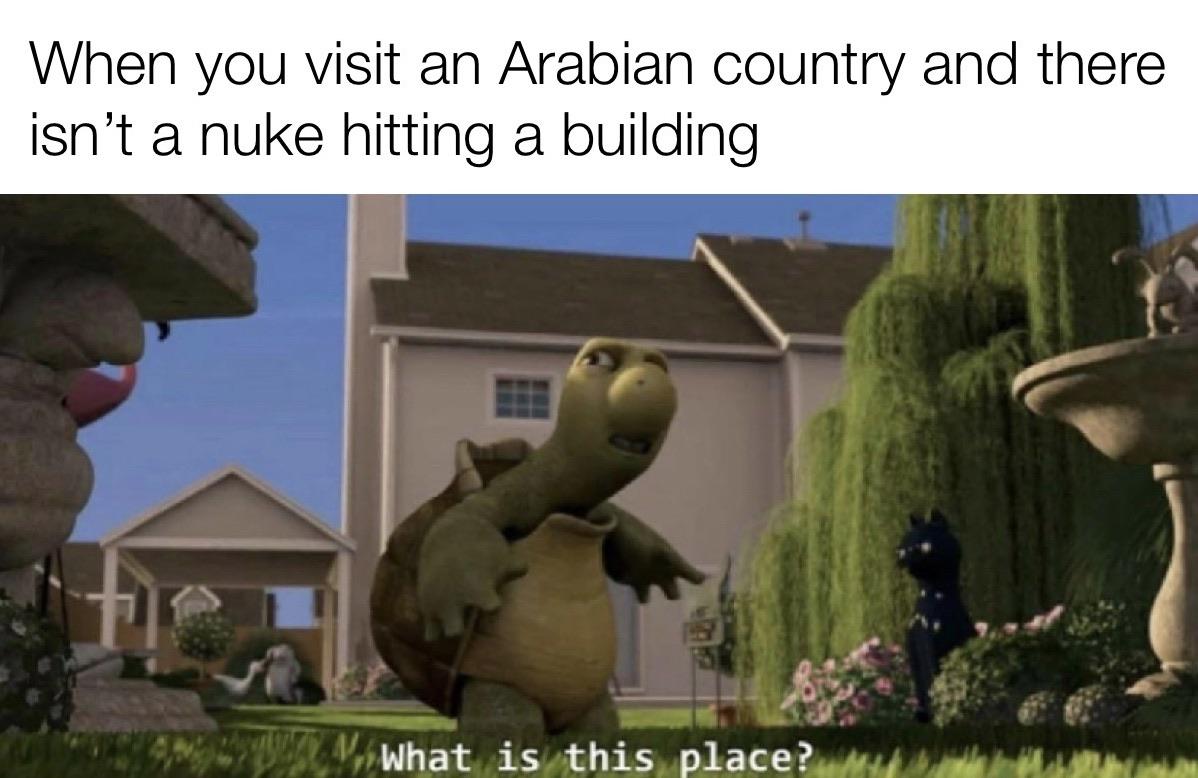 When you visit an Arabian country and there
isn’t a nuke hitting a building
What is this place?